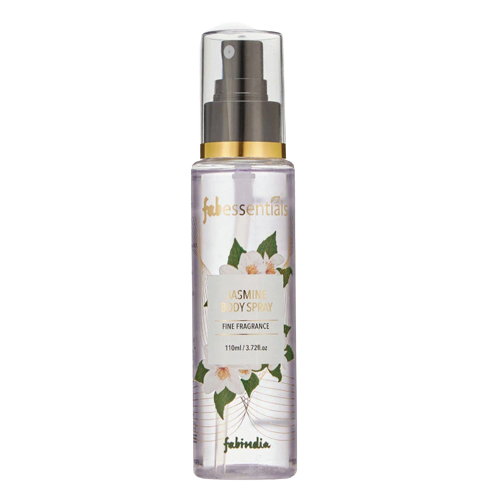 fabessentials
JASMINE
BODY SPRAY
FINE FRAGRANCE
110ml / 3.72fl.oz
fabindia